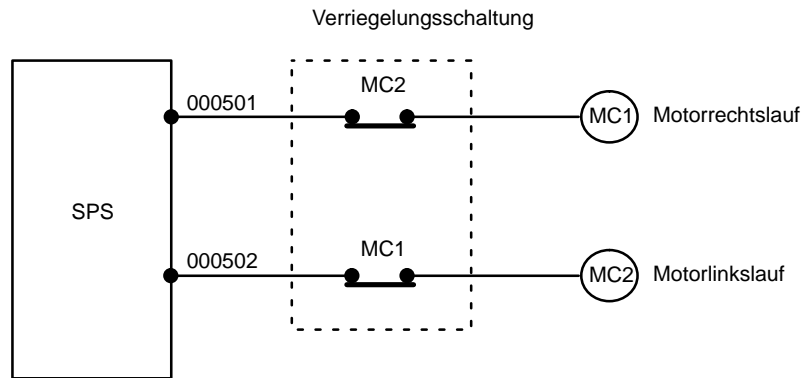 Verriegelungsschaltung
MC2
000501
MC1 Motorrechtslauf
SPS
MC1
000502
MC2 Motorlinkslauf